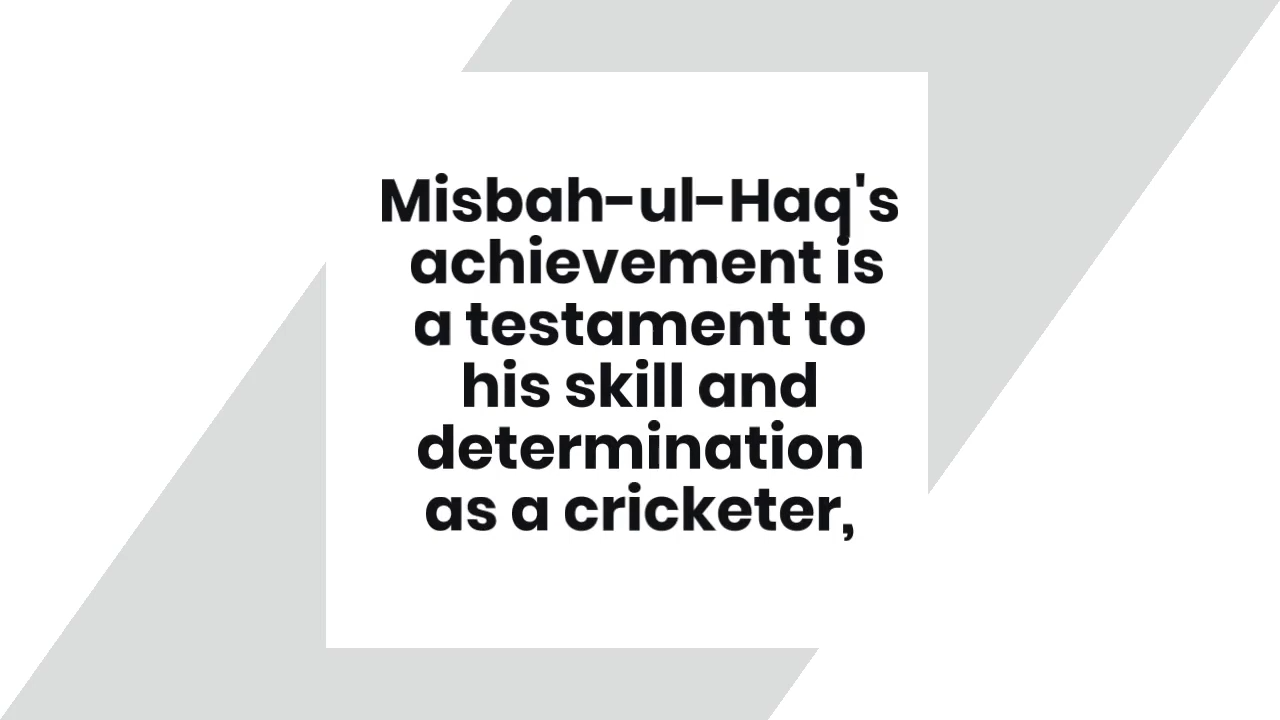 Misbah-ul-Haq's
achievement is
a testament to
his skill and
determination
as a cricketer,